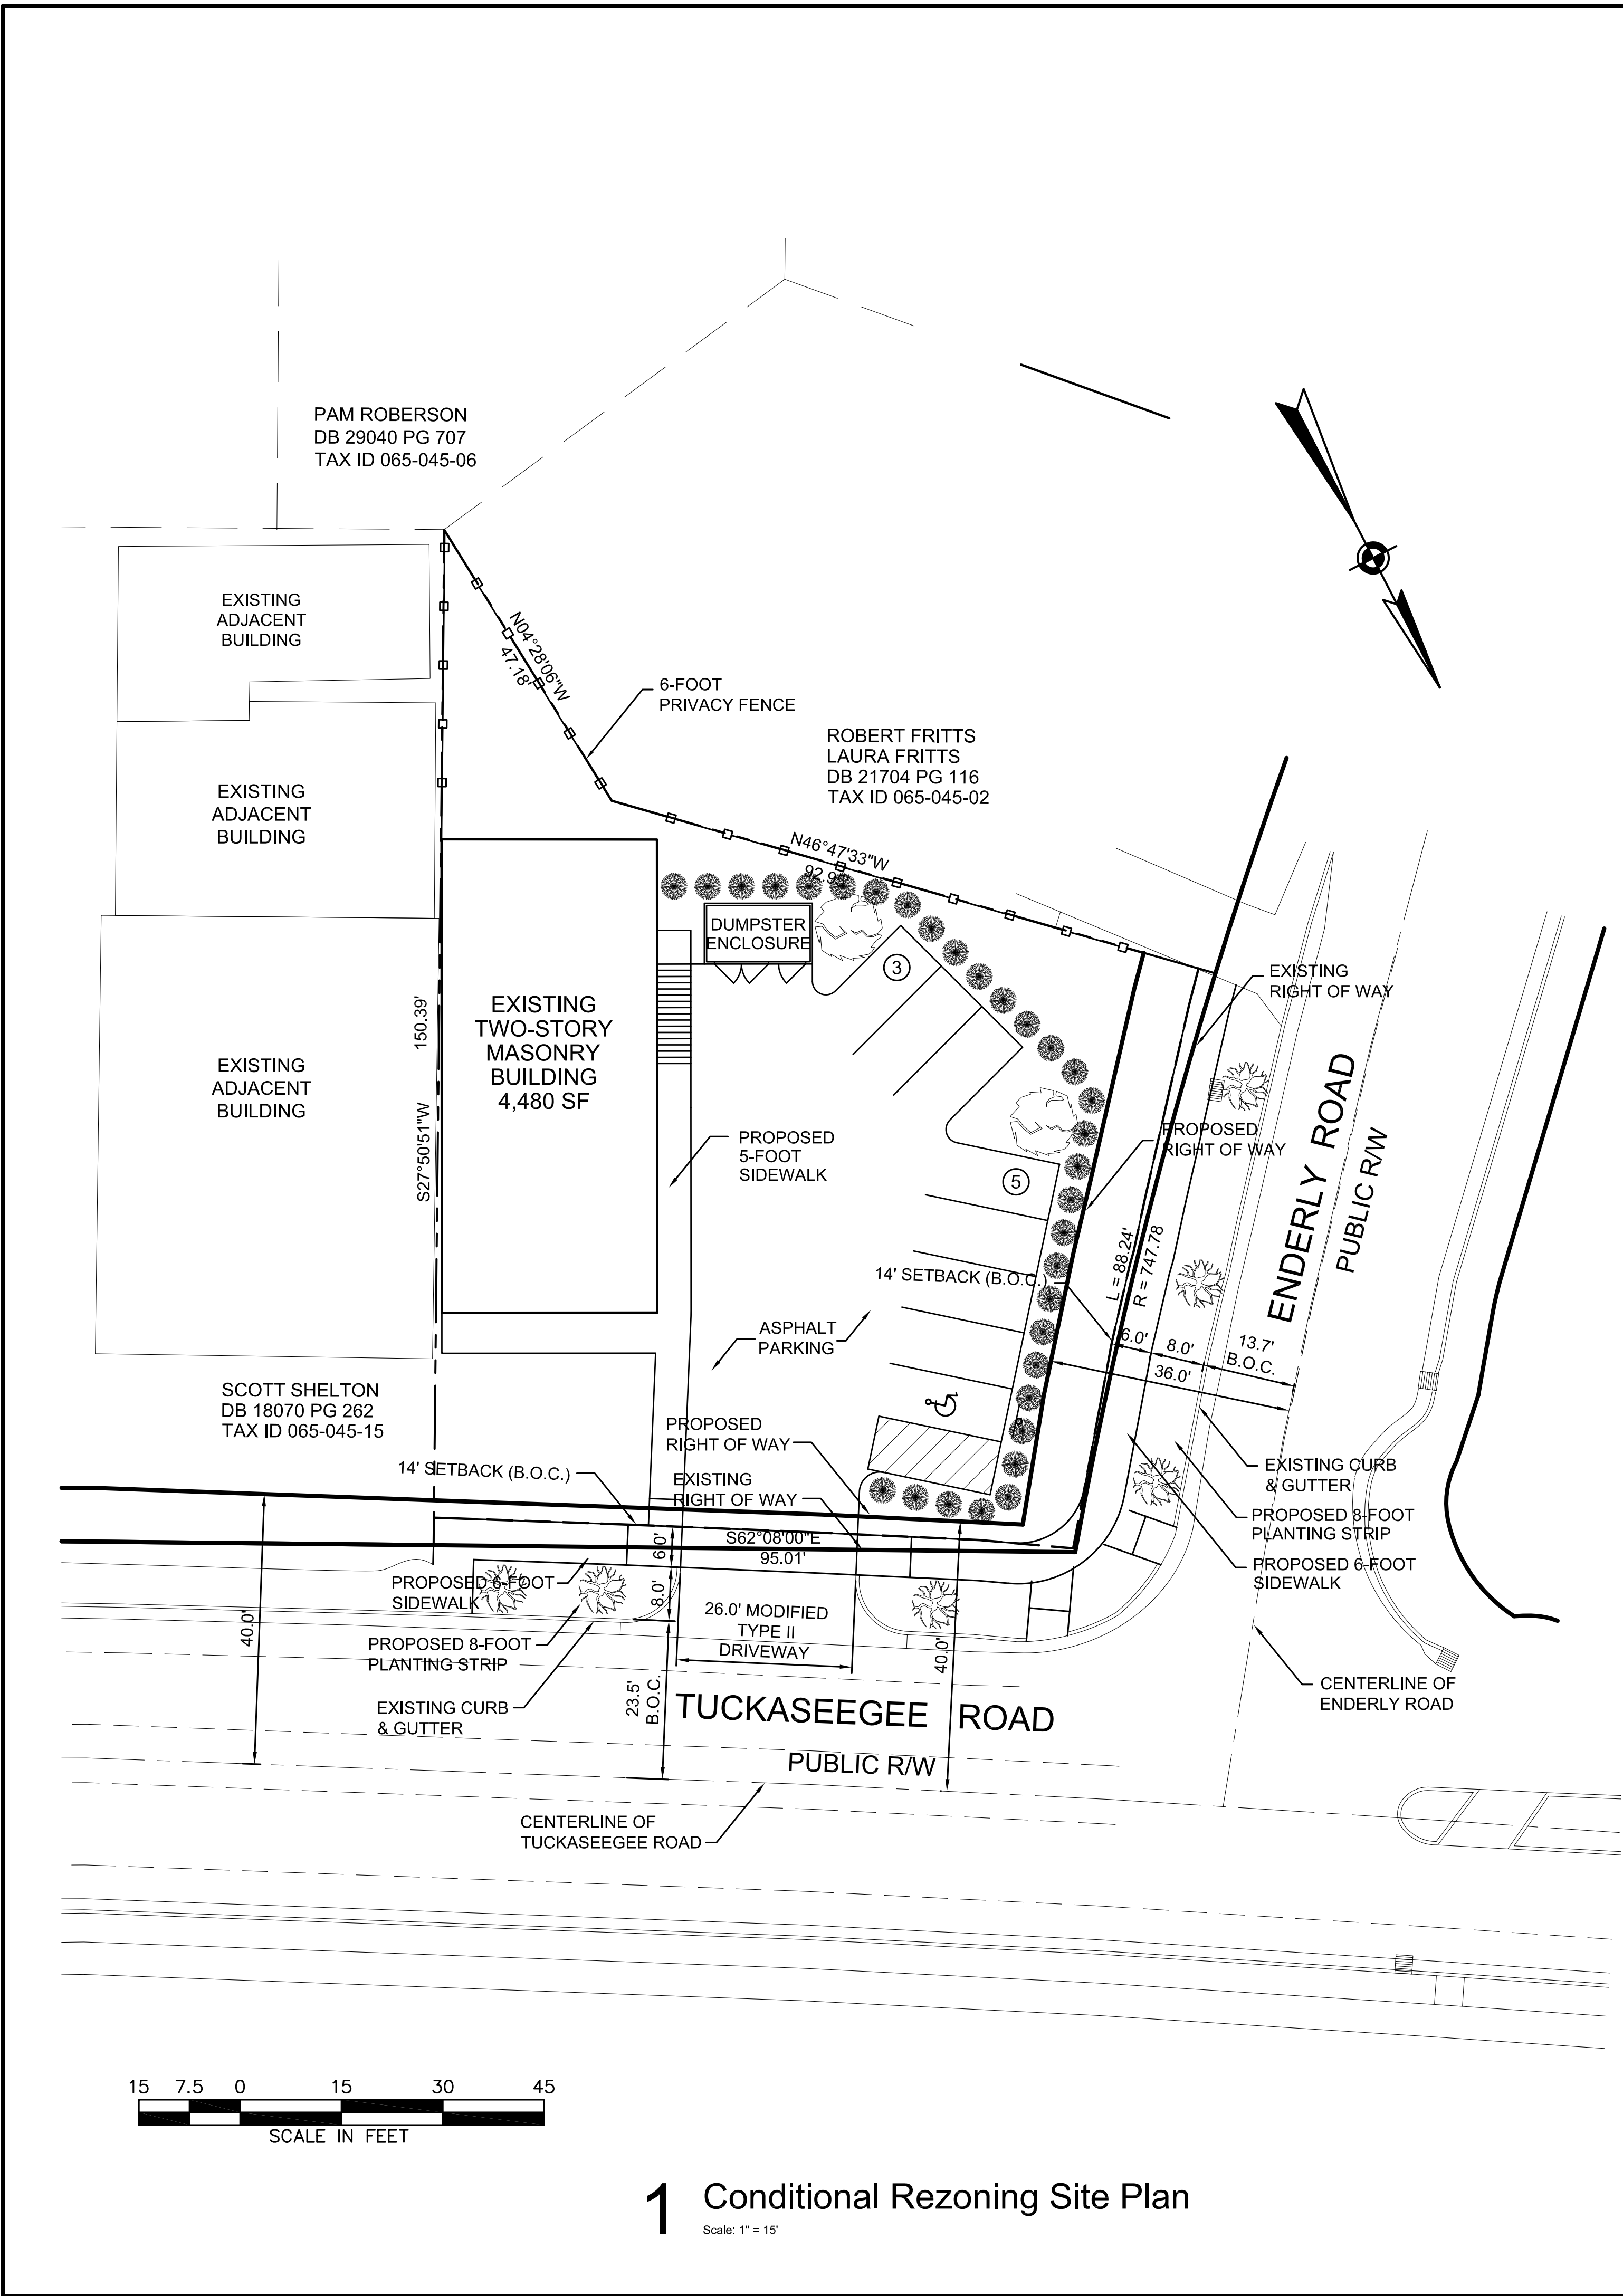 PAM ROBERSON
DB 29040 PG 707
TAX ID 065-045-06
EXISTING
ADJACENT
BUILDING
N04°28'06"W
47.18'
6-FOOT
PRIVACY FENCE
ROBERT FRITTS
LAURA FRITTS
DB 21704 PG 116
TAX ID 065-045-02
EXISTING
ADJACENT
BUILDING
N46°47'33"W
92.95'
DUMPSTER
ENCLOSURE
3
EXISTING
RIGHT OF WAY
EXISTING
TWO-STORY
MASONRY
BUILDING
4,480 SF
150.39'
S27°50'51"W
EXISTING
ADJACENT
BUILDING
PROPOSED
5-FOOT
SIDEWALK
PROPOSED
RIGHT OF WAY
5
ENDERLY ROAD
PUBLIC R/W
14' SETBACK (B.O.C.)
L = 88.24'
R = 747.78
ASPHALT
PARKING
6.0'
8.0'
13.7'
B.O.C.
36.0'
SCOTT SHELTON
DB 18070 PG 262
TAX ID 065-045-15
PROPOSED
RIGHT OF WAY
14' SETBACK (B.O.C.)
EXISTING
RIGHT OF WAY
EXISTING CURB
& GUTTER
PROPOSED 8-FOOT
PLANTING STRIP
PROPOSED 6-FOOT
SIDEWALK
S62°08'00"E
95.01'
6.0'
8.0'
PROPOSED 6-FOOT
SIDEWALK
40.0'
26.0' MODIFIED
TYPE II
DRIVEWAY
PROPOSED 8-FOOT
PLANTING STRIP
40.0'
EXISTING CURB
& GUTTER
23.5'
B.O.C.
TUCKASEEGEE ROAD
PUBLIC R/W
CENTERLINE OF
ENDERLY ROAD
CENTERLINE OF
TUCKASEEGEE ROAD
15 7.5 0 15 30 45
SCALE IN FEET
1 Conditional Rezoning Site Plan
Scale: 1" = 15'